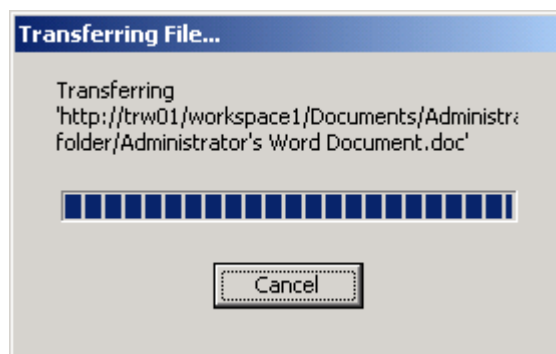 Transferring File...
Transferring
'http://trw01/workspace1/Documents/Administra
folder/Administrator's Word Document.doc'
Cancel